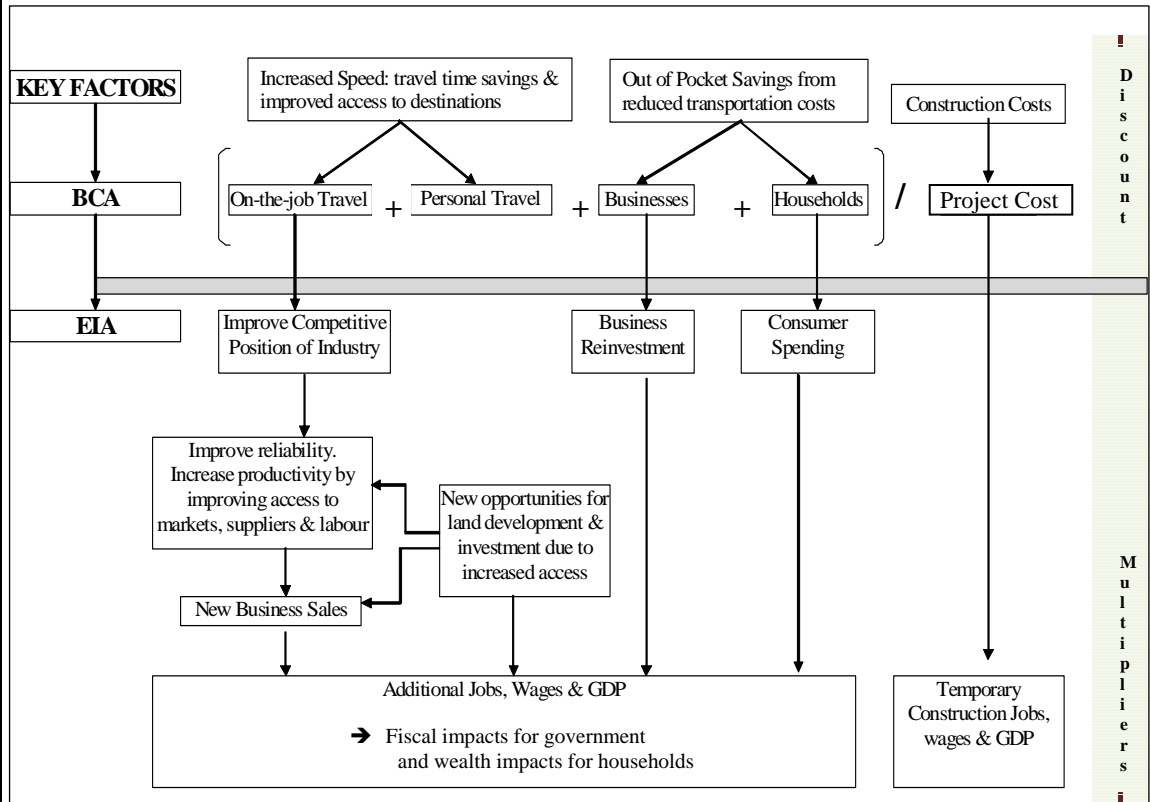 KEY FACTORS
Increased Speed: travel time savings &
improved access to destinations
Out of Pocket Savings from
reduced transportation costs
Construction Costs
Discount
BCA
On-the-job Travel
+
Personal Travel
+
Businesses
+
Households
/
Project Cost
EIA
Improve Competitive
Position of Industry
Business
Reinvestment
Consumer
Spending
Improve reliability.
Increase productivity by
improving access to
markets, suppliers & labour
New opportunities for
land development &
investment due to
increased access
New Business Sales
Multipliers
Additional Jobs, Wages & GDP
➔ Fiscal impacts for government
and wealth impacts for households
Temporary
Construction Jobs,
wages & GDP